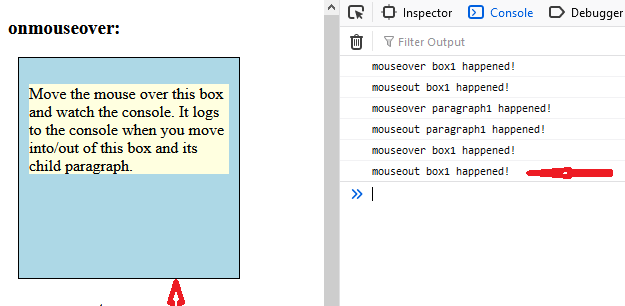 onmouseover:
Move the mouse over this box
and watch the console. It logs
to the console when you move
into/out of this box and its
child paragraph.
Inspector Console Debugger
Filter Output
mouseover box1 happened!
mouseout box1 happened!
mouseover paragraph1 happened!
mouseout paragraph1 happened!
mouseover box1 happened!
mouseout box1 happened!